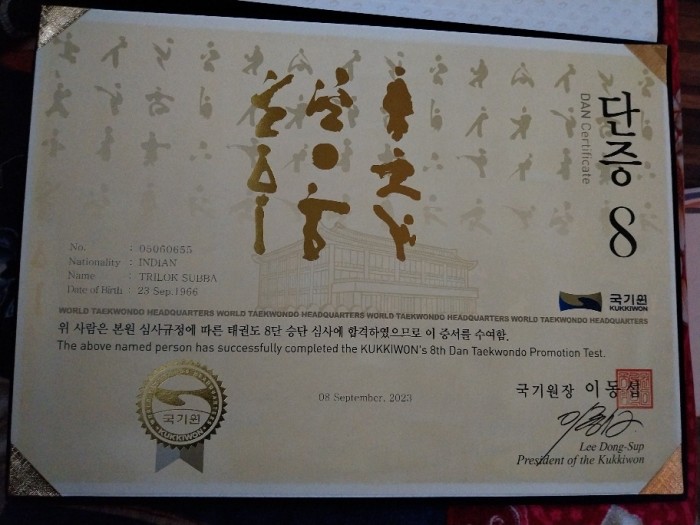 단증 8
DAN Certificate
No. : 05060655
Nationality : INDIAN
Name : TRILOK SUBBA
Date of Birth : 23 Sep.1966
국기원
KUKKIWON
WORLD TAEKWONDO HEADQUARTERS WORLD TAEKWONDO HEADQUARTERS WORLD TAEKWONDO HEADQUARTERS WORLD TAEKWONDO HEADQUARTERS
위 사람은 본원 심사규정에 따른 태권도 8단 승단 심사에 합격하였으므로 이 증서를 수여함.
The above named person has successfully completed the KUKKIWON's 8th Dan Taekwondo Promotion Test.
국기원
KUKKIWON
08 September, 2023
국기원장 이동섭
Lee Dong-Sup
President of the Kukkiwon